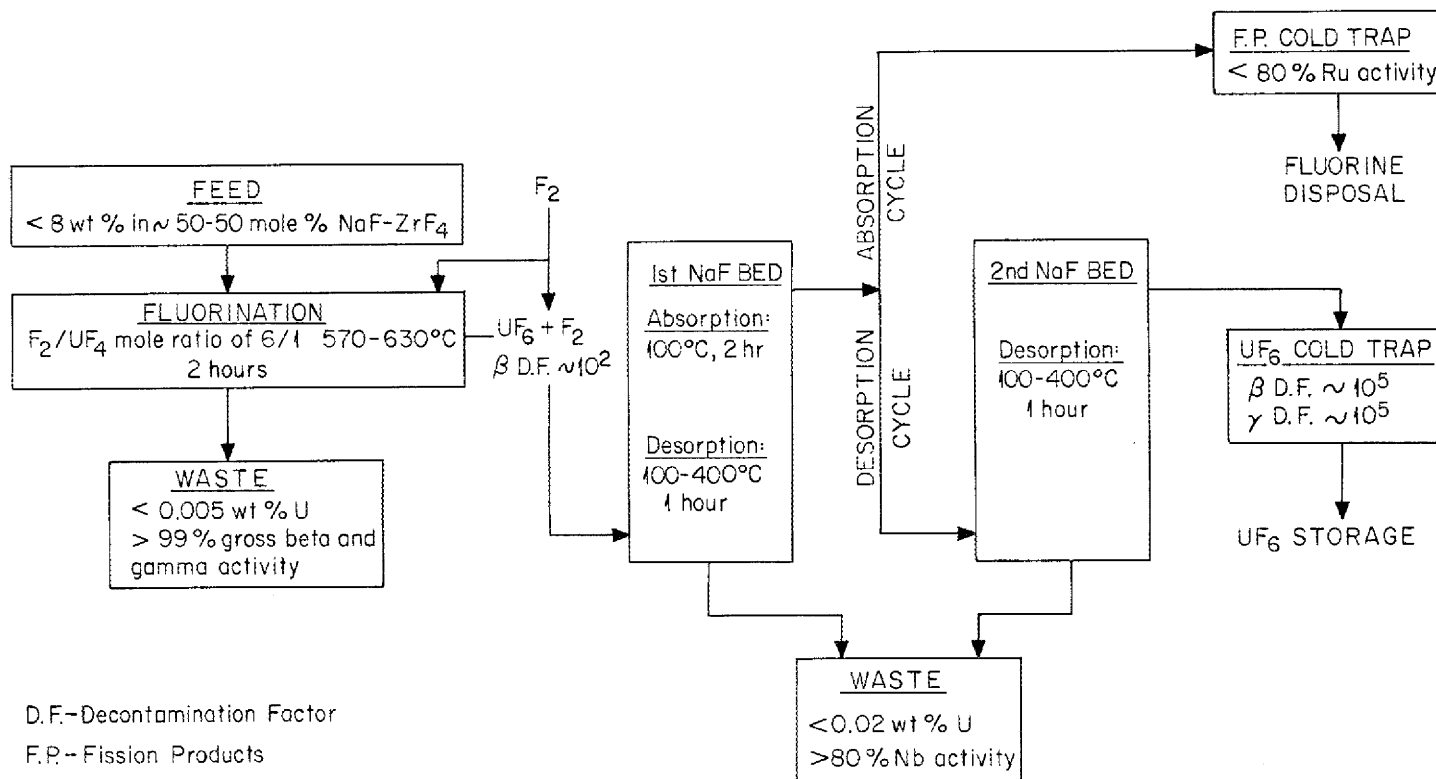 FEED
< 8 wt % in ~ 50-50 mole % NaF-ZrF4
F2
FLUORINATION
F2/UF4 mole ratio of 6/1 570-630°C
2 hours
UF6 + F2
β D.F. ~10²
WASTE
< 0.005 wt % U
> 99% gross beta and
gamma activity
1st NaF BED
Absorption:
100°C, 2 hr
Desorption:
100-400°C
1 hour
ABSORPTION
CYCLE
DESORPTION
CYCLE
F.P. COLD TRAP
< 80% Ru activity
FLUORINE
DISPOSAL
2nd NaF BED
Desorption:
100-400°C
1 hour
UF6 COLD TRAP
β D.F. ~ 10⁵
γ D.F. ~ 10⁵
UF6 STORAGE
WASTE
<0.02 wt % U
>80% Nb activity
D.F.-Decontamination Factor
F.P.- Fission Products